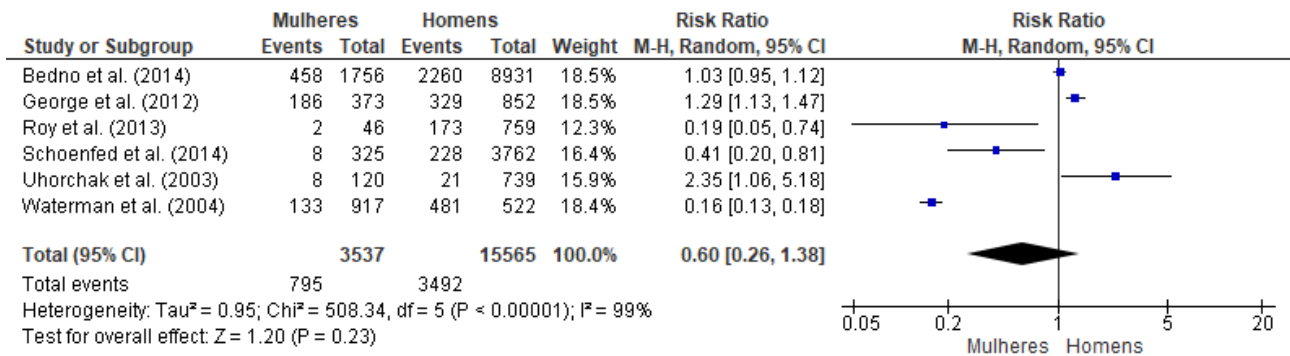 Mulheres Homens Risk Ratio Risk Ratio
Study or Subgroup Events Total Events Total Weight M-H, Random, 95% CI M-H, Random, 95% CI
Bedno et al. (2014) 458 1756 2260 8931 18.5% 1.03 [0.95, 1.12]
George et al. (2012) 186 373 329 852 18.5% 1.29 [1.13, 1.47]
Roy et al. (2013) 2 46 173 759 12.3% 0.19 [0.05, 0.74]
Schoenfed et al. (2014) 8 325 228 3762 16.4% 0.41 [0.20, 0.81]
Uhorchak et al. (2003) 8 120 21 739 15.9% 2.35 [1.06, 5.18]
Waterman et al. (2004) 133 917 481 522 18.4% 0.16 [0.13, 0.18]
Total (95% CI) 3537 15565 100.0% 0.60 [0.26, 1.38]
Total events 795 3492
Heterogeneity: Tau² = 0.95; Chi² = 508.34, df = 5 (P < 0.00001); I² = 99%
Test for overall effect: Z = 1.20 (P = 0.23)
0.05 0.2 1 5 20
Mulheres Homens